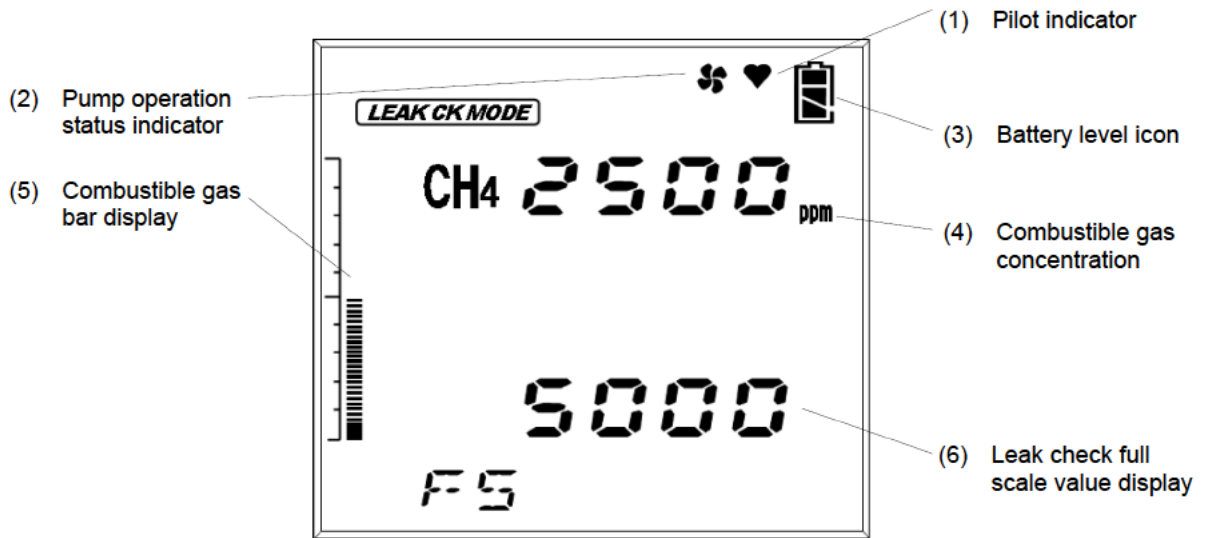 (1) Pilot indicator
(2) Pump operation
status indicator
LEAK CK MODE
(3) Battery level icon
CH4 2500 ppm
(5) Combustible gas
bar display
(4) Combustible gas
concentration
5000
(6) Leak check full
scale value display
FS